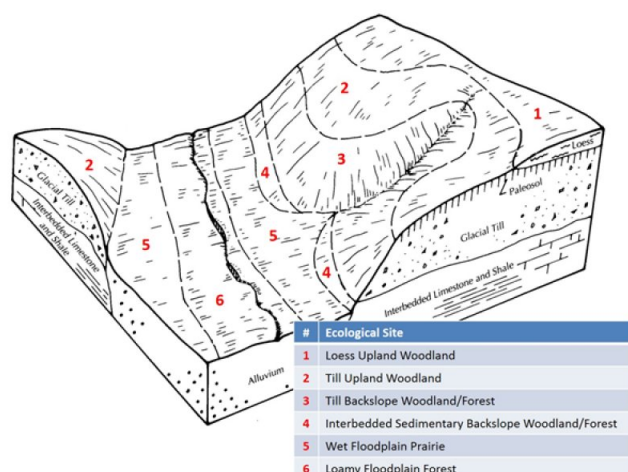 2
1
Loess
2
3
4
Paleosol
Glacial Till
Glacial Till
Interbedded Limestone
and Shale
5
5
4
Interbedded Limestone and Shale
6
Alluvium
# Ecological Site
1 Loess Upland Woodland
2 Till Upland Woodland
3 Till Backslope Woodland/Forest
4 Interbedded Sedimentary Backslope Woodland/Forest
5 Wet Floodplain Prairie
6 Loamy Floodplain Forest